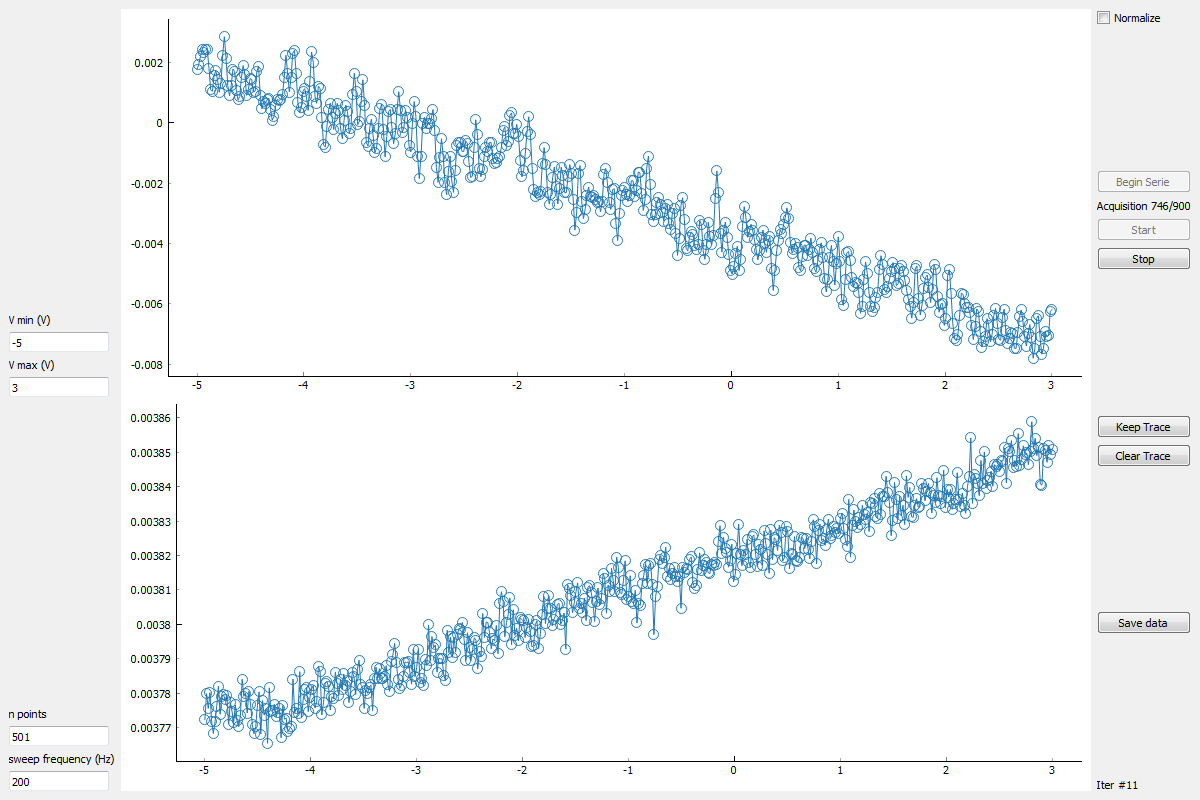 Normalize
0.002
0
-0.002
-0.004
-0.006
-0.008
-5
-4
-3
-2
-1
0
1
2
3
Begin Serie
Acquisition 746/900
Start
Stop
V min (V)
-5
V max (V)
3
0.00386
0.00385
0.00384
0.00383
0.00382
0.00381
0.0038
0.00379
0.00378
0.00377
-5
-4
-3
-2
-1
0
1
2
3
Keep Trace
Clear Trace
Save data
n points
501
sweep frequency (Hz)
200
Iter #11